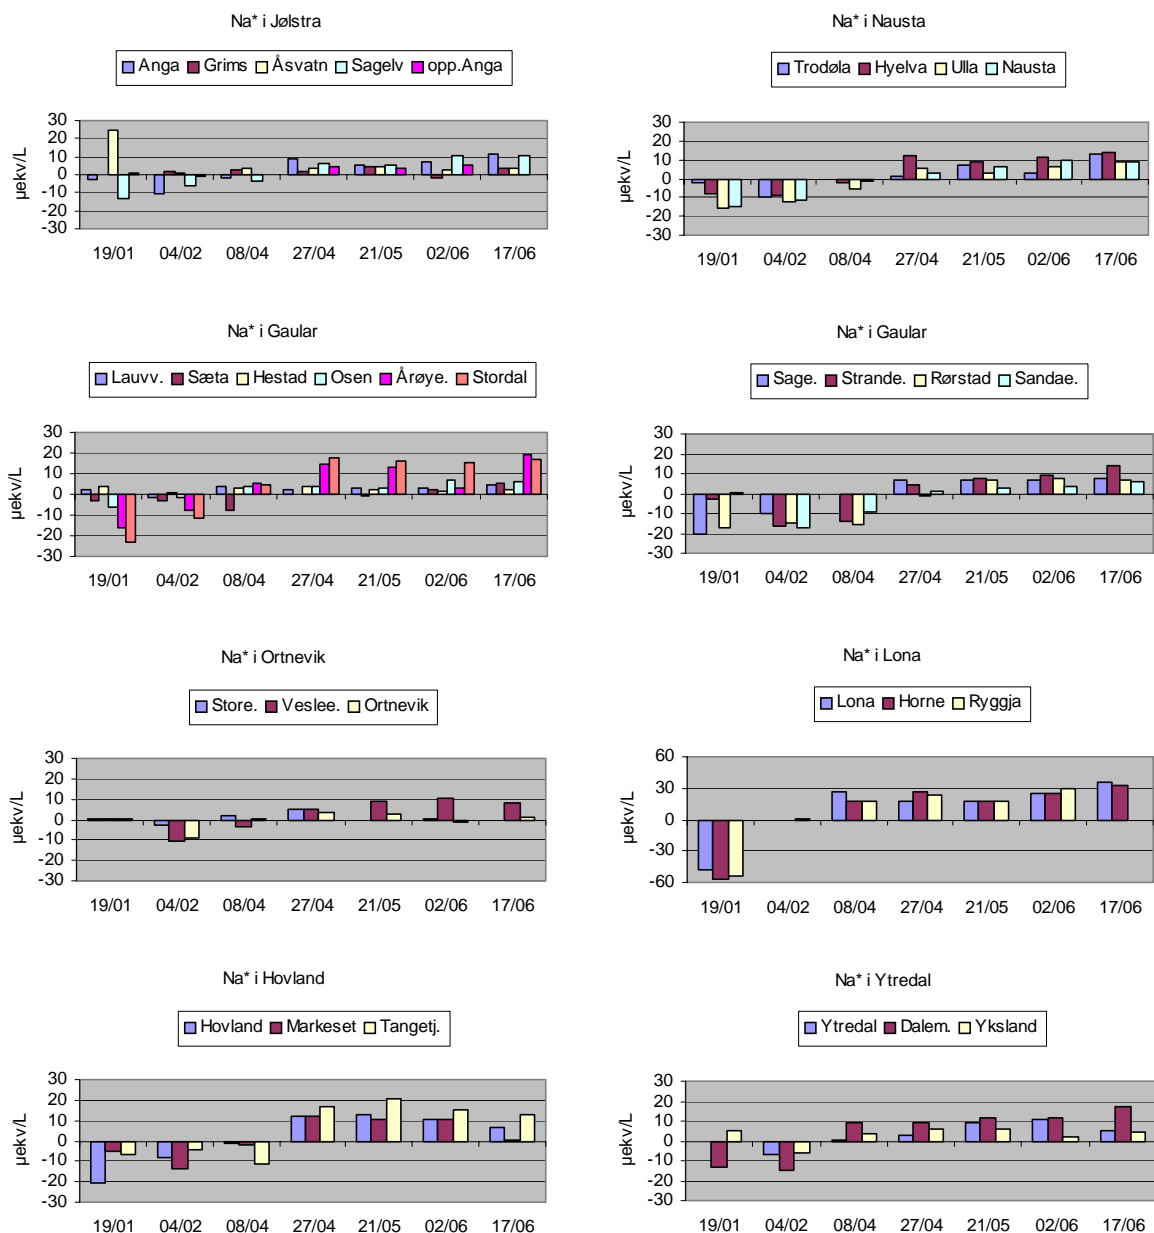 Na* i Jølstra
Anga Grims Åsvatn Sagelv opp.Anga
µekv/L
30
20
10
0
-10
-20
-30
19/01 04/02 08/04 27/04 21/05 02/06 17/06
Na* i Nausta
Trodøla Hyelva Ulla Nausta
µekv/L
30
20
10
0
-10
-20
-30
19/01 04/02 08/04 27/04 21/05 02/06 17/06
Na* i Gaular
Lauvv. Sæta Hestad Osen Årøye. Stordal
µekv/L
30
20
10
0
-10
-20
-30
19/01 04/02 08/04 27/04 21/05 02/06 17/06
Na* i Gaular
Sage. Strande. Rørstad Sandae.
µekv/L
30
20
10
0
-10
-20
-30
19/01 04/02 08/04 27/04 21/05 02/06 17/06
Na* i Ortnevik
Store. Veslee. Ortnevik
µekv/L
30
20
10
0
-10
-20
-30
19/01 04/02 08/04 27/04 21/05 02/06 17/06
Na* i Lona
Lona Horne Ryggja
µekv/L
60
30
0
-30
-60
19/01 04/02 08/04 27/04 21/05 02/06 17/06
Na* i Hovland
Hovland Markeset Tangetj.
µekv/L
30
20
10
0
-10
-20
-30
19/01 04/02 08/04 27/04 21/05 02/06 17/06
Na* i Ytredal
Ytredal Dalem. Yksland
µekv/L
30
20
10
0
-10
-20
-30
19/01 04/02 08/04 27/04 21/05 02/06 17/06